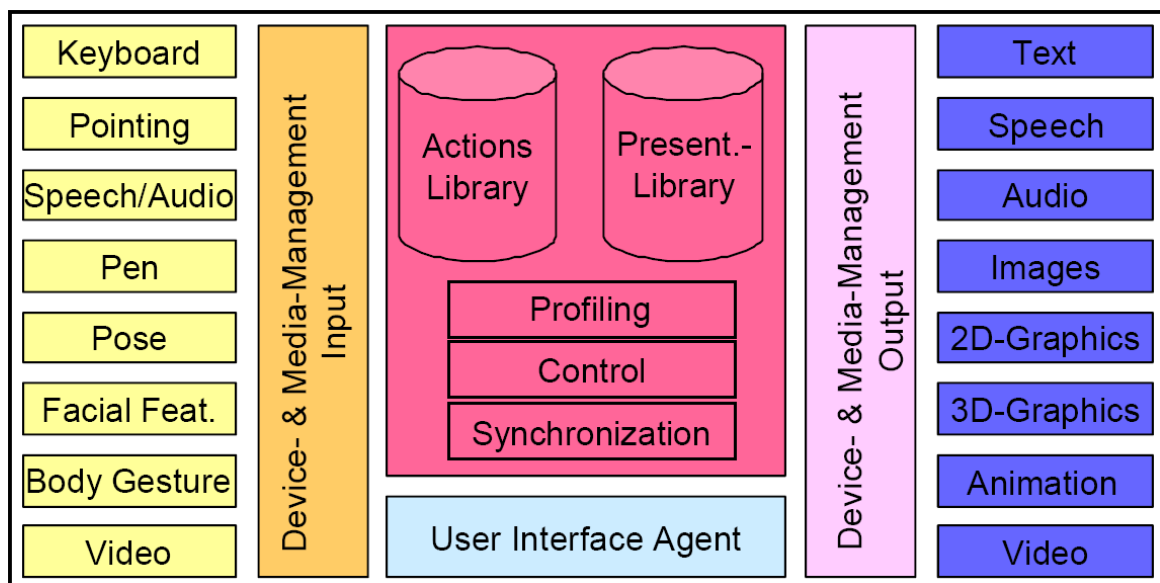 Keyboard
Pointing
Speech/Audio
Pen
Pose
Facial Feat.
Body Gesture
Video
Device- & Media-Management
Input
Actions
Library
Present.-
Library
Profiling
Control
Synchronization
User Interface Agent
Device- & Media-Management
Output
Text
Speech
Audio
Images
2D-Graphics
3D-Graphics
Animation
Video